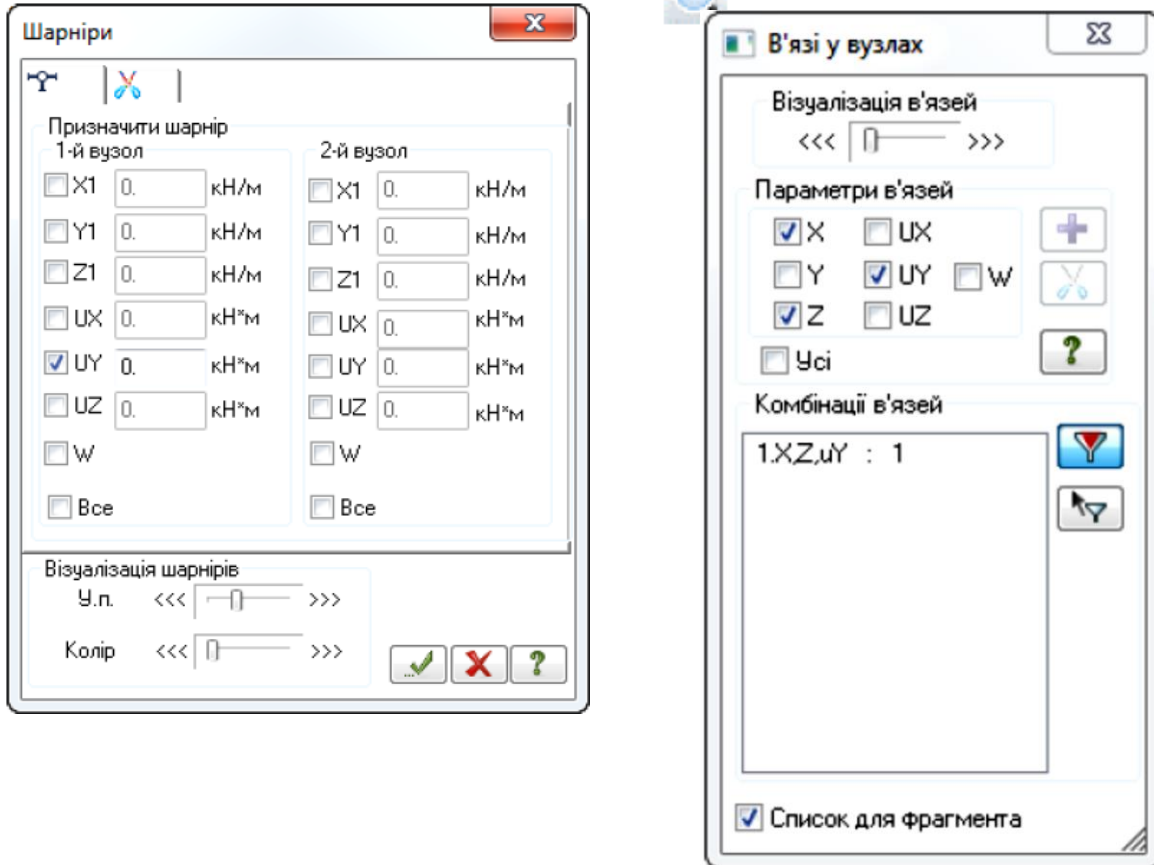 Шарніри
Призначити шарнір
1-й вузол
X1 0. кН/м
Y1 0. кН/м
Z1 0. кН/м
UX 0. кН*м
UY 0. кН*м
UZ 0. кН*м
W
Все
2-й вузол
X1 0. кН/м
Y1 0. кН/м
Z1 0. кН/м
UX 0. кН*м
UY 0. кН*м
UZ 0. кН*м
W
Все
Візуалізація шарнірів
У.п. <<< >>>
Колір <<< >>>
?
В'язі у вузлах
Візуалізація в'язей
<<< >>>
Параметри в'язей
X UX
Y UY W
Z UZ
Усі
?
Комбінації в'язей
1.X,Z,uY : 1
Список для фрагмента